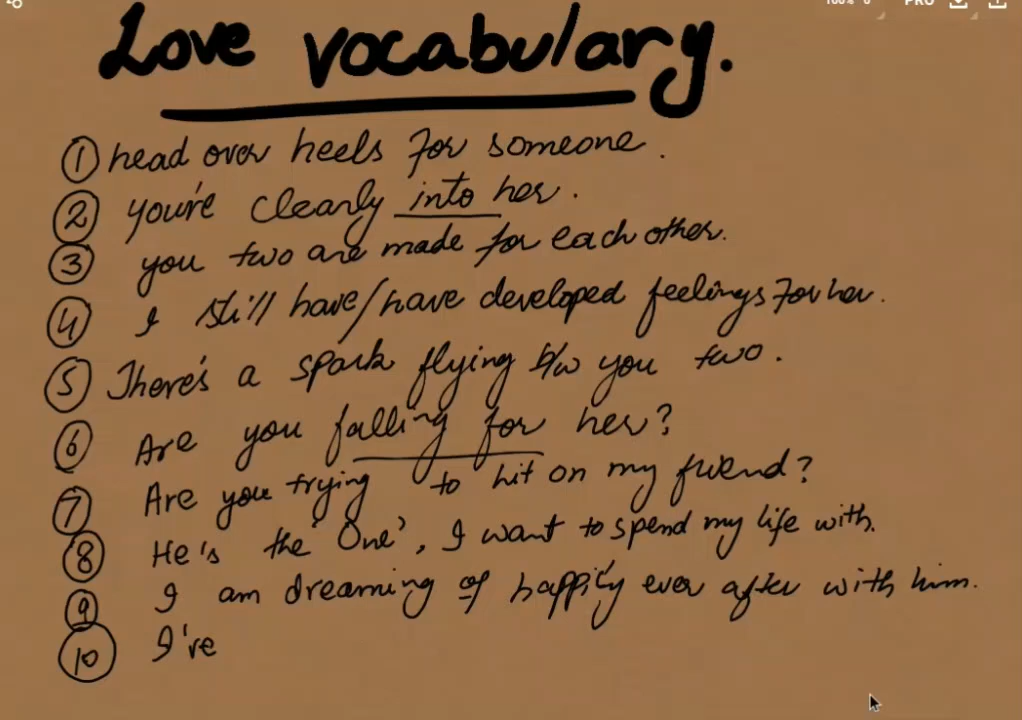 100%
PRO
Love vocabulary.
1 head over heels for someone.
2 you're clearly into her.
3 you two are made for each other.
4 I still have/have developed feelings for her.
5 There's a spark flying b/w you two.
6 Are you falling for her?
7 Are you trying to hit on my friend?
8 He's the 'One', I want to spend my life with.
9 I am dreaming of happily ever after with him.
10 I've